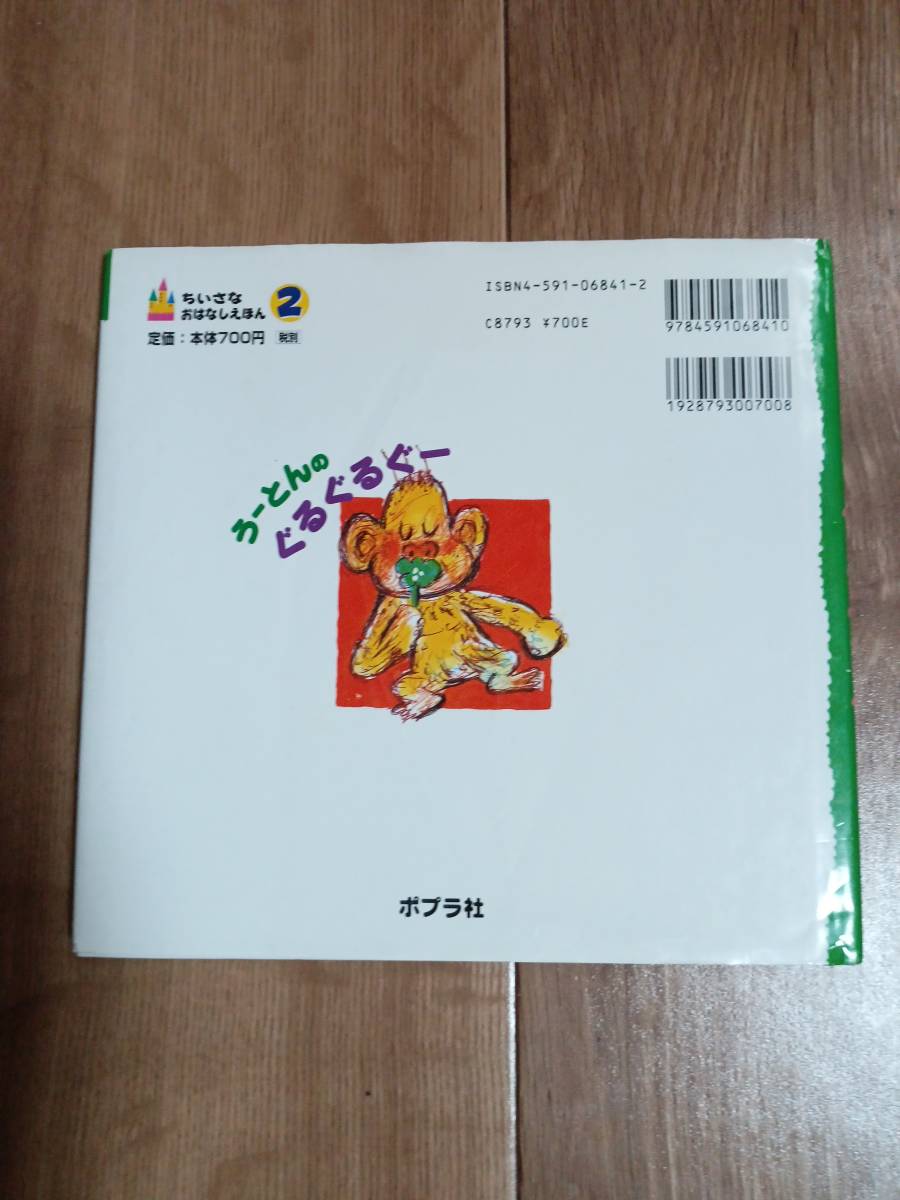 ちいさな
おはなしえほん 2
定価：本体700円 税別
ISBN4-591-06841-2
C8793 ¥700E
9784591068410
1928793007008
ろーとんの
ぐるぐるぐー
ポプラ社